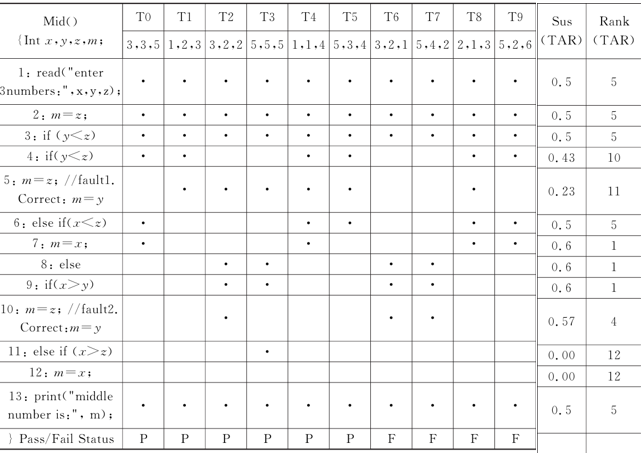 Mid() T0 T1 T2 T3 T4 T5 T6 T7 T8 T9 Sus Rank
{Int x,y,z,m; 3,3,5 1,2,3 3,2,2 5,5,5 1,1,4 5,3,4 3,2,1 5,4,2 2,1,3 5,2,6 (TAR) (TAR)
1: read("enter
3numbers:",x,y,z); • • • • • • • • • • 0.5 5
2: m=z; • • • • • • • • • • 0.5 5
3: if (y<z) • • • • • • • • • • 0.5 5
4: if(y<z) • • • • • • 0.43 10
5: m=z; //fault1.
Correct: m=y • • • • • • 0.23 11
6: else if(x<z) • • • • • 0.5 5
7: m=x; • • • • 0.6 1
8: else • • • • 0.6 1
9: if(x>y) • • • • 0.6 1
10: m=z; //fault2.
Correct:m=y • • • 0.57 4
11: else if (x>z) • 0.00 12
12: m=x; 0.00 12
13: print("middle
number is:", m); • • • • • • • • • • 0.5 5
} Pass/Fail Status P P P P P P F F F F